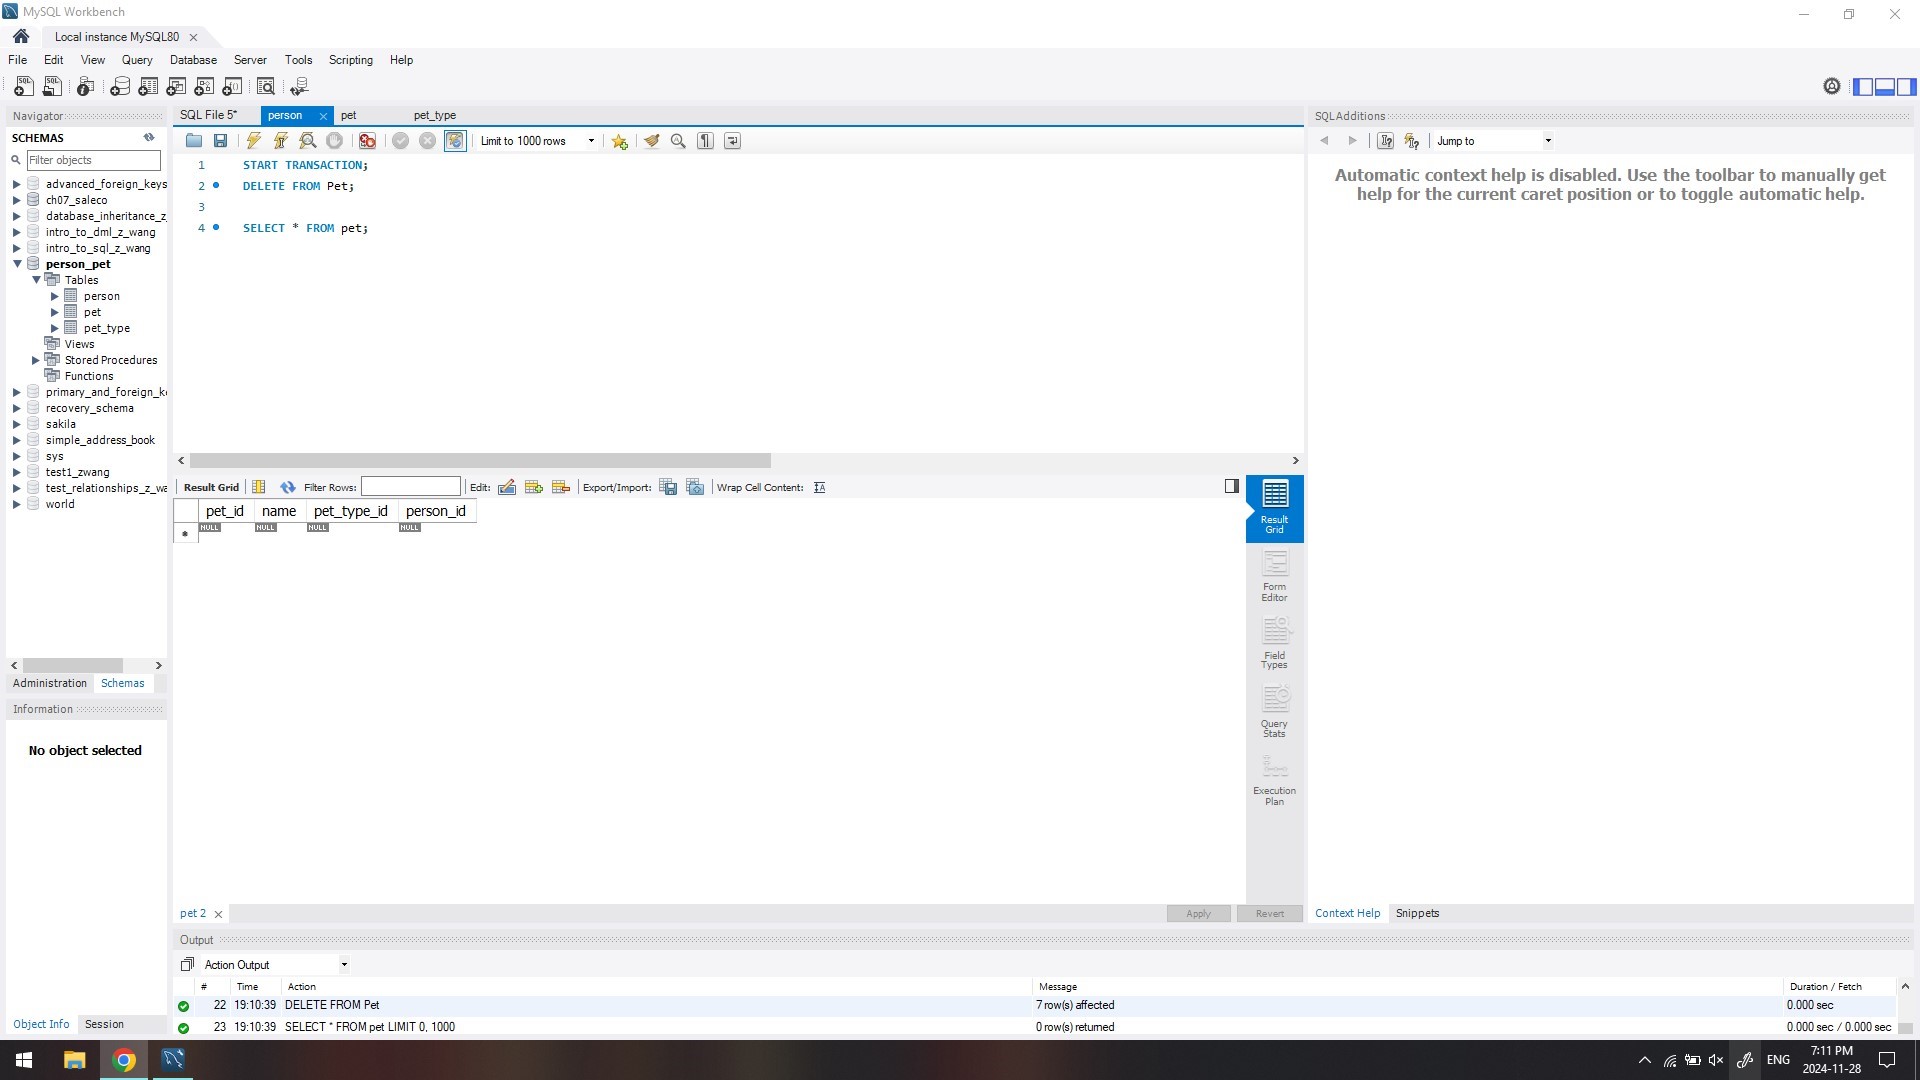 MySQL Workbench
Local instance MySQL80
File Edit View Query Database Server Tools Scripting Help
Navigator
SCHEMAS
Filter objects
advanced_foreign_keys
ch07_saleco
database_inheritance_z
intro_to_dml_z_wang
intro_to_sql_z_wang
person_pet
Tables
person
pet
pet_type
Views
Stored Procedures
Functions
primary_and_foreign_k
recovery_schema
sakila
simple_address_book
sys
test1_zwang
test_relationships_z_wa
world
Administration Schemas
Information
No object selected
Object Info Session
SQL File 5* person pet pet_type
Limit to 1000 rows
1 START TRANSACTION;
2 DELETE FROM Pet;
3
4 SELECT * FROM pet;
Result Grid Filter Rows: Edit: Export/Import: Wrap Cell Content:
pet_id name pet_type_id person_id
NULL NULL NULL NULL
Result Grid
Form Editor
Field Types
Query Stats
Execution Plan
pet 2 Apply Revert
SQLAdditions
Jump to
Automatic context help is disabled. Use the toolbar to manually get
help for the current caret position or to toggle automatic help.
Context Help Snippets
Output
Action Output
# Time Action Message Duration / Fetch
22 19:10:39 DELETE FROM Pet 7 row(s) affected 0.000 sec
23 19:10:39 SELECT * FROM pet LIMIT 0, 1000 0 row(s) returned 0.000 sec / 0.000 sec
ENG
7:11 PM
2024-11-28